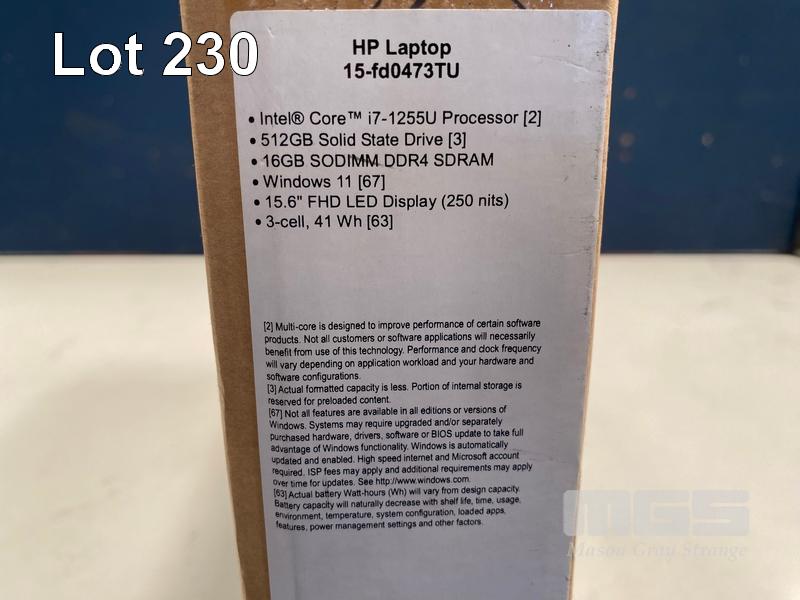 Lot 230
HP Laptop
15-fd0473TU
• Intel® Core™ i7-1255U Processor [2]
• 512GB Solid State Drive [3]
• 16GB SODIMM DDR4 SDRAM
• Windows 11 [67]
• 15.6" FHD LED Display (250 nits)
• 3-cell, 41 Wh [63]
[2] Multi-core is designed to improve performance of certain software
products. Not all customers or software applications will necessarily
benefit from use of this technology. Performance and clock frequency
will vary depending on application workload and your hardware and
software configurations.
[3] Actual formatted capacity is less. Portion of internal storage is
reserved for preloaded content.
[67] Not all features are available in all editions or versions of
Windows. Systems may require upgraded and/or separately
purchased hardware, drivers, software or BIOS update to take full
advantage of Windows functionality. Windows is automatically
updated and enabled. High speed internet and Microsoft account
required. ISP fees may apply and additional requirements may apply
over time for updates. See http://www.windows.com.
[63] Actual battery Watt-hours (Wh) will vary from design capacity.
Battery capacity will naturally decrease with shelf life, time, usage,
environment, temperature, system configuration, loaded apps,
features, power management settings and other factors.
MGS
Mason Gray Strange